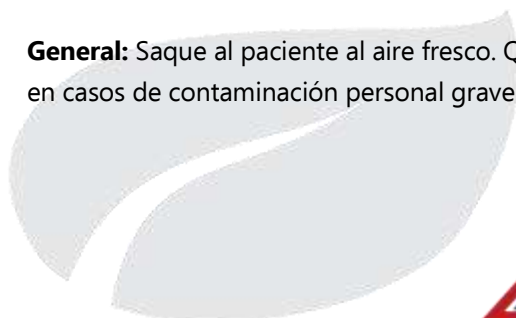 General: Saque al paciente al aire fresco.
en casos de contaminación personal grave